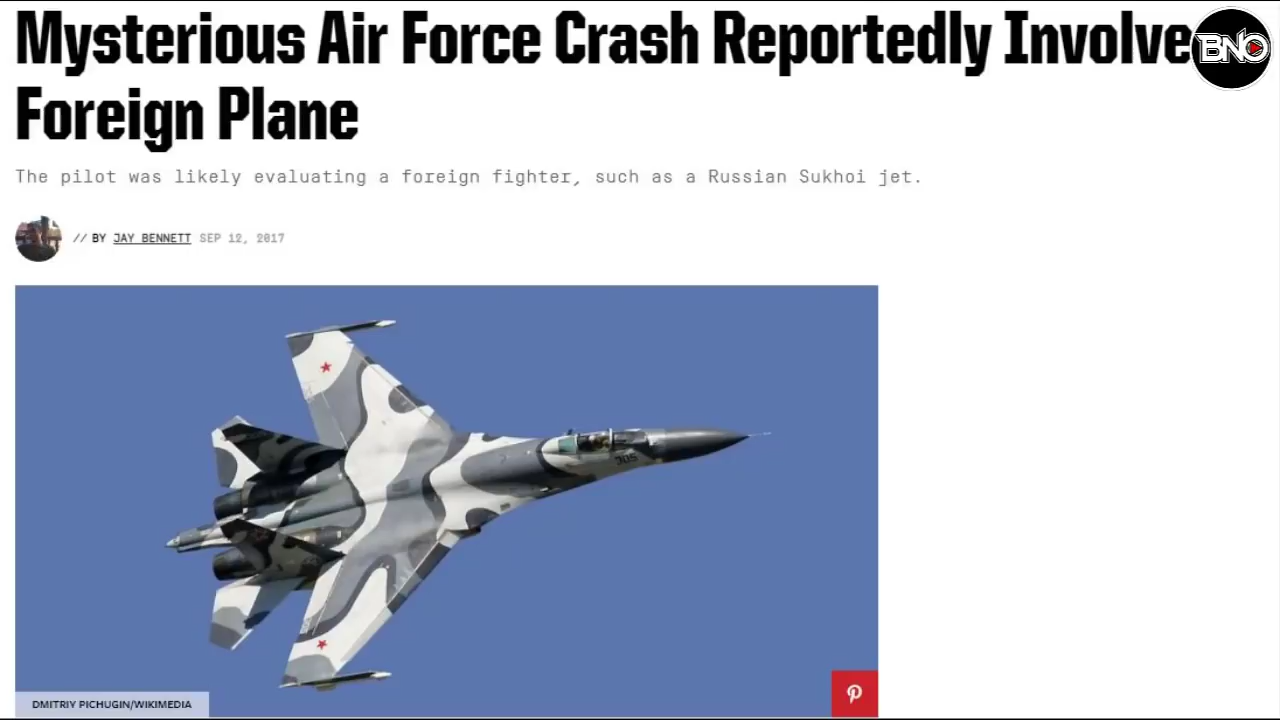 Mysterious Air Force Crash Reportedly Involve
BNO
Foreign Plane
The pilot was likely evaluating a foreign fighter, such as a Russian Sukhoi jet.
// BY JAY BENNETT SEP 12, 2017
305
DMITRIY PICHUGIN/WIKIMEDIA